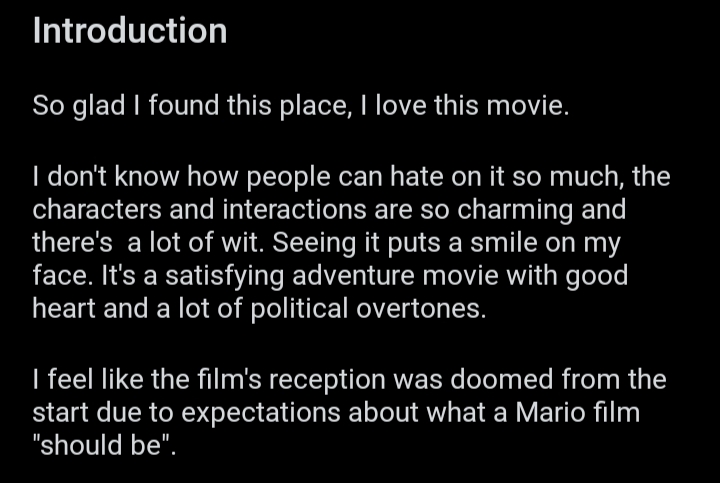 Introduction
So glad I found this place, I love this movie.
I don't know how people can hate on it so much, the
characters and interactions are so charming and
there's  a lot of wit. Seeing it puts a smile on my
face. It's a satisfying adventure movie with good
heart and a lot of political overtones.
I feel like the film's reception was doomed from the
start due to expectations about what a Mario film
"should be".